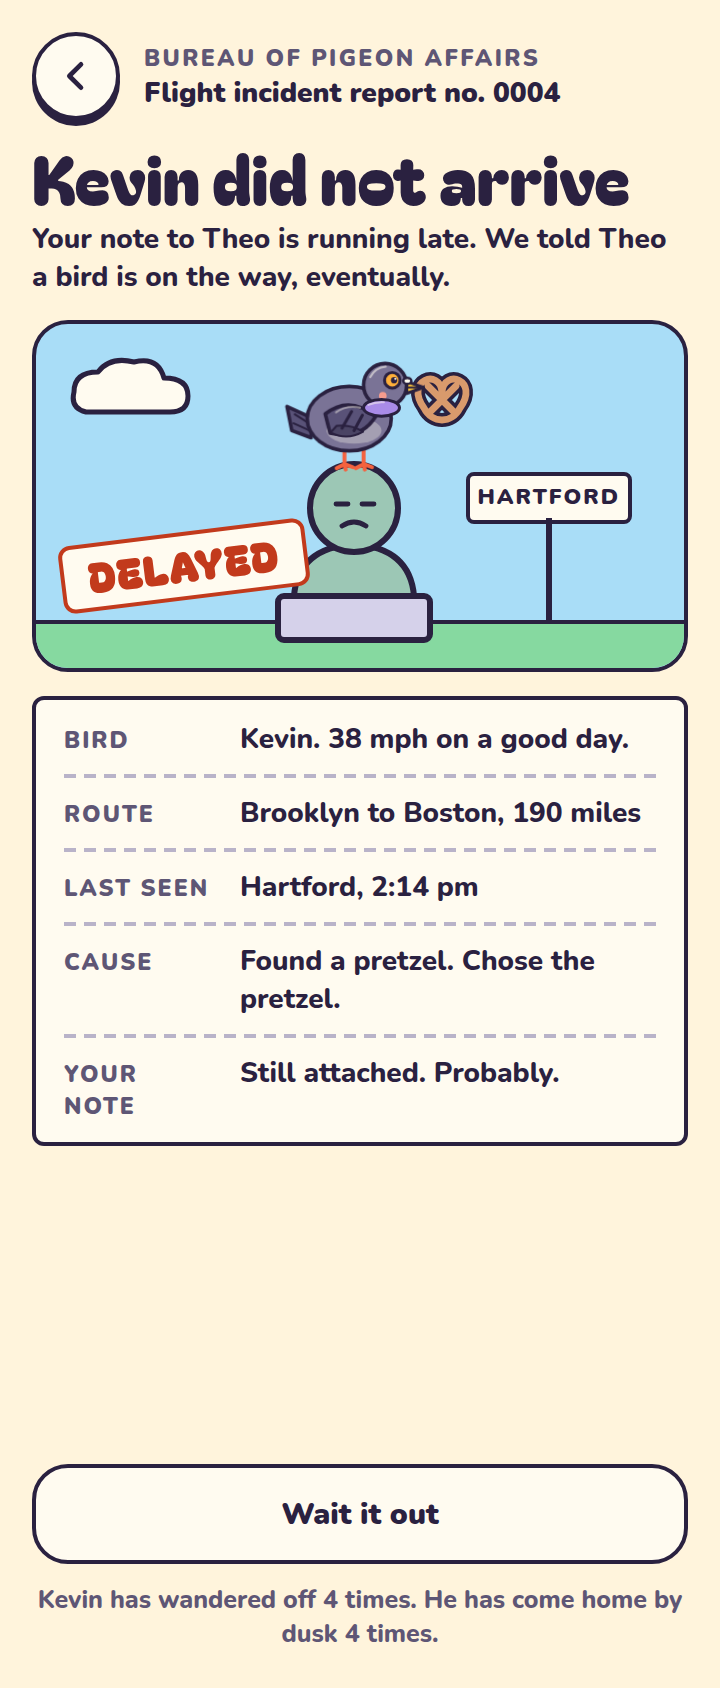 BUREAU OF PIGEON AFFAIRS
Flight incident report no. 0004
Kevin did not arrive
Your note to Theo is running late. We told Theo
a bird is on the way, eventually.
HARTFORD
DELAYED
BIRD Kevin. 38 mph on a good day.
ROUTE Brooklyn to Boston, 190 miles
LAST SEEN Hartford, 2:14 pm
CAUSE Found a pretzel. Chose the
pretzel.
YOUR Still attached. Probably.
NOTE
Wait it out
Kevin has wandered off 4 times. He has come home by
dusk 4 times.